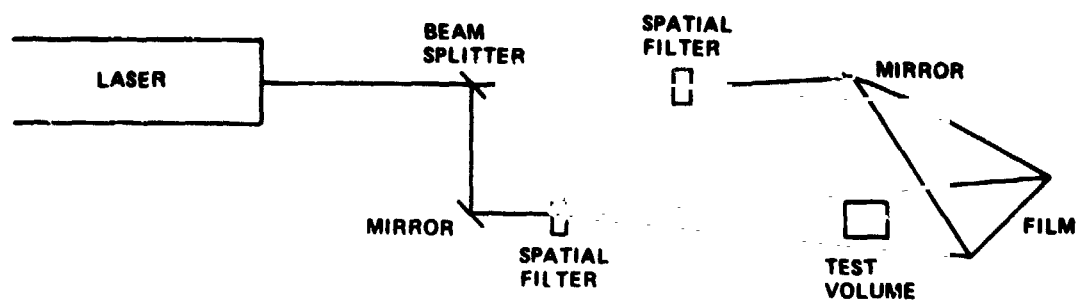 BEAM
SPLITTER
SPATIAL
FILTER
LASER
MIRROR
MIRROR
SPATIAL
FILTER
TEST
VOLUME
FILM